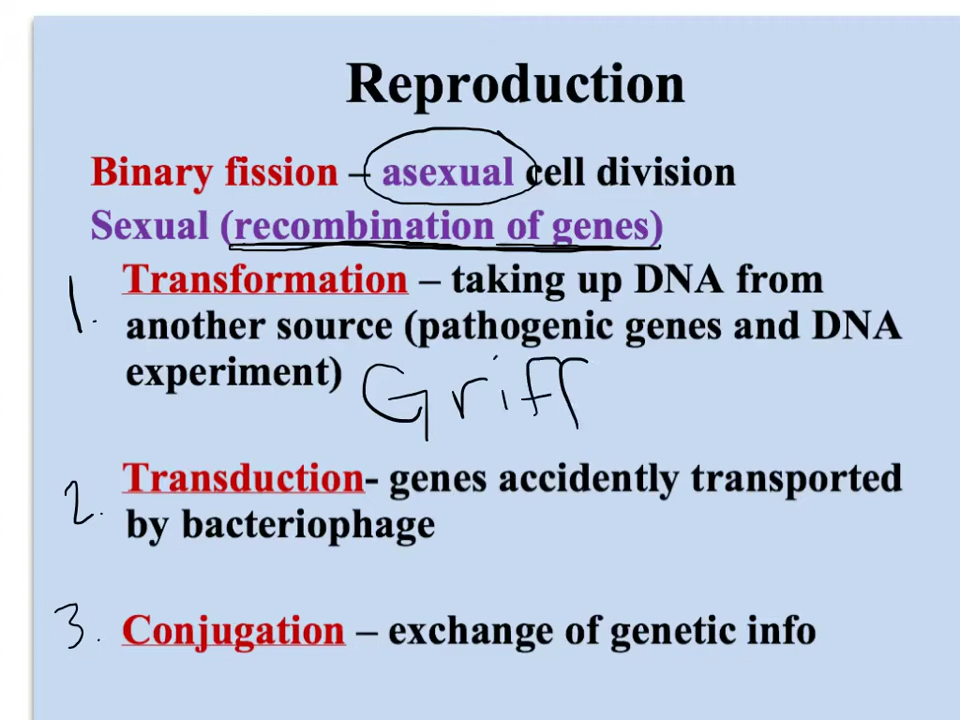 Reproduction
Binary fission – asexual cell division
Sexual (recombination of genes)
1. Transformation – taking up DNA from
another source (pathogenic genes and DNA
experiment) Griff
2. Transduction- genes accidently transported
by bacteriophage
3. Conjugation – exchange of genetic info